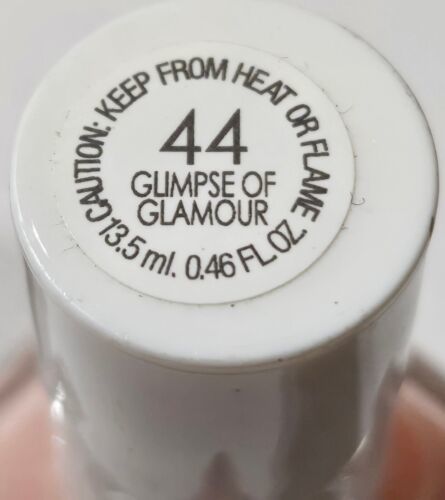 CAUTION: KEEP FROM HEAT OR FLAME.
44
GLIMPSE OF
GLAMOUR
13.5 ml. 0.46 FL. OZ.